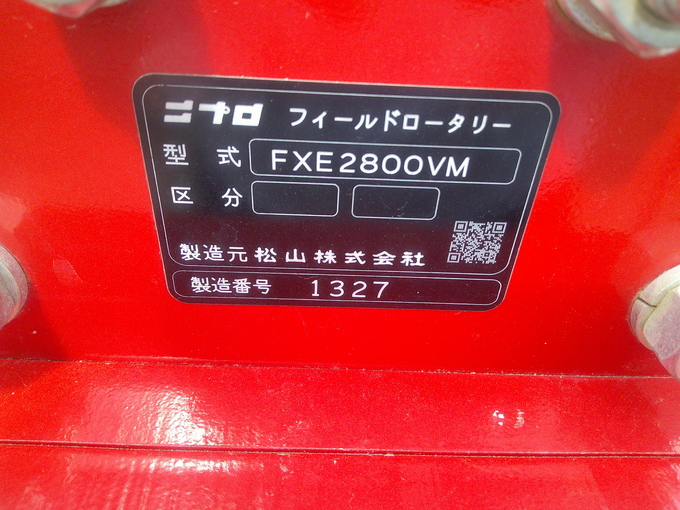 ニプロ フィールドロータリー
型式 FXE2800VM
区分
製造元 松山株式会社
製造番号 1327